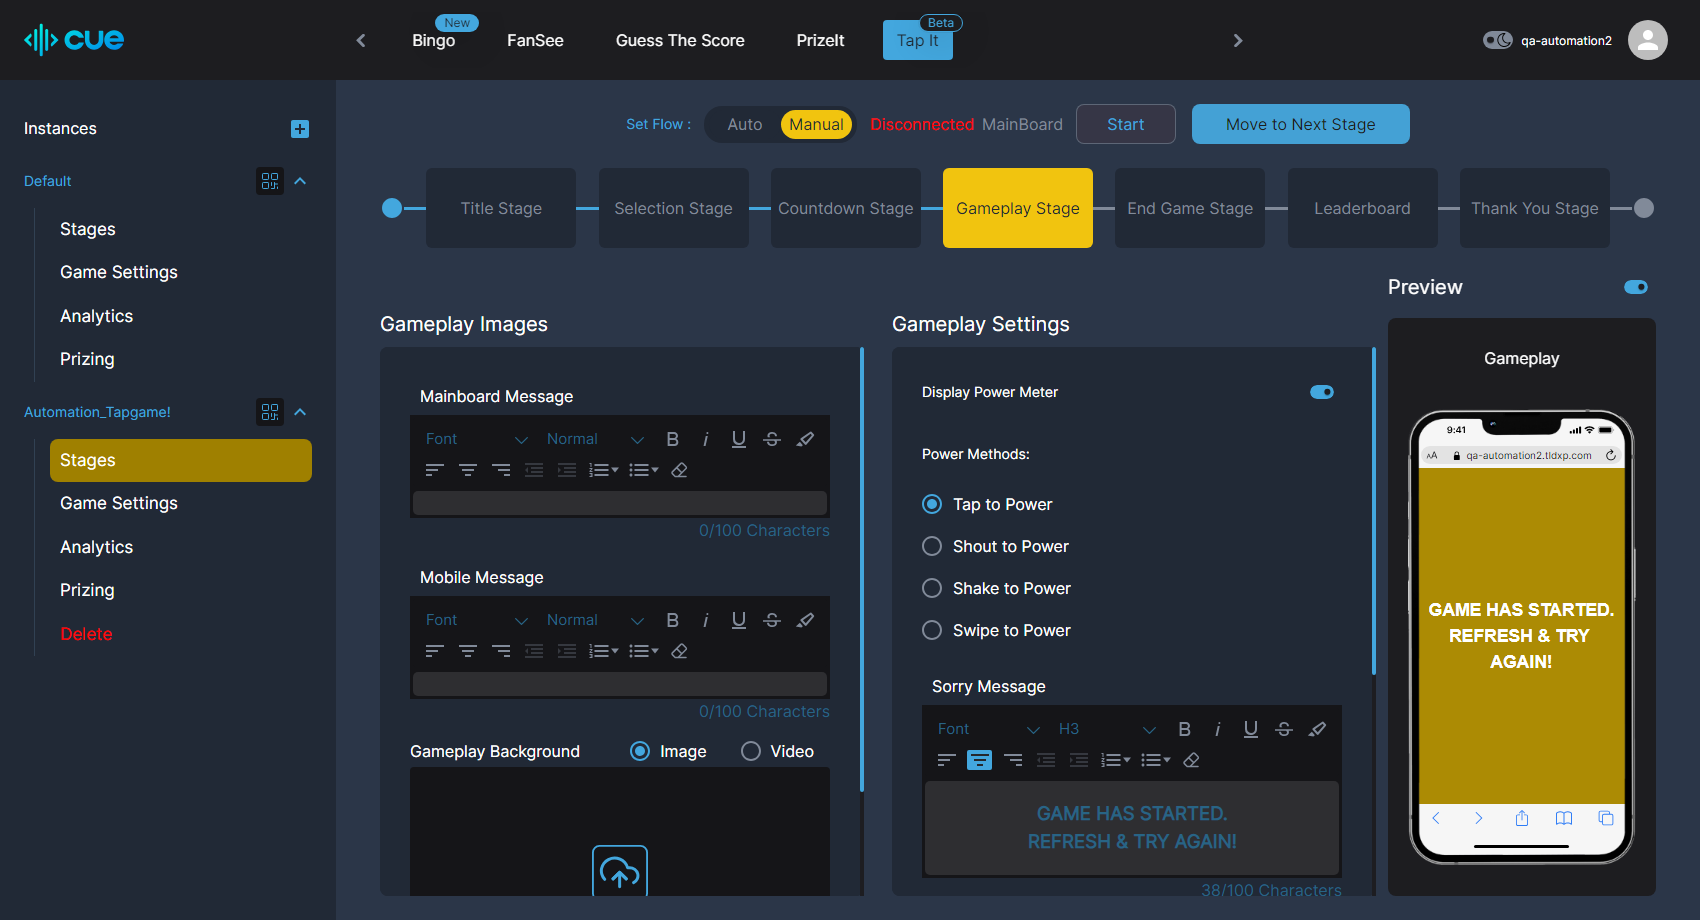 cue
New
Bingo
FanSee
Guess The Score
PrizeIt
Beta
Tap It
qa-automation2
Instances
Default
Stages
Game Settings
Analytics
Prizing
Automation_Tapgame!
Stages
Game Settings
Analytics
Prizing
Delete
Set Flow :
Auto
Manual
Disconnected MainBoard
Start
Move to Next Stage
Title Stage
Selection Stage
Countdown Stage
Gameplay Stage
End Game Stage
Leaderboard
Thank You Stage
Gameplay Images
Mainboard Message
Font
Normal
B i U S
0/100 Characters
Mobile Message
Font
Normal
B i U S
0/100 Characters
Gameplay Background
Image
Video
Gameplay Settings
Display Power Meter
Power Methods:
Tap to Power
Shout to Power
Shake to Power
Swipe to Power
Sorry Message
Font
H3
B i U S
GAME HAS STARTED.
REFRESH & TRY AGAIN!
38/100 Characters
Preview
Gameplay
9:41
AA
qa-automation2.tldxp.com
GAME HAS STARTED.
REFRESH & TRY
AGAIN!